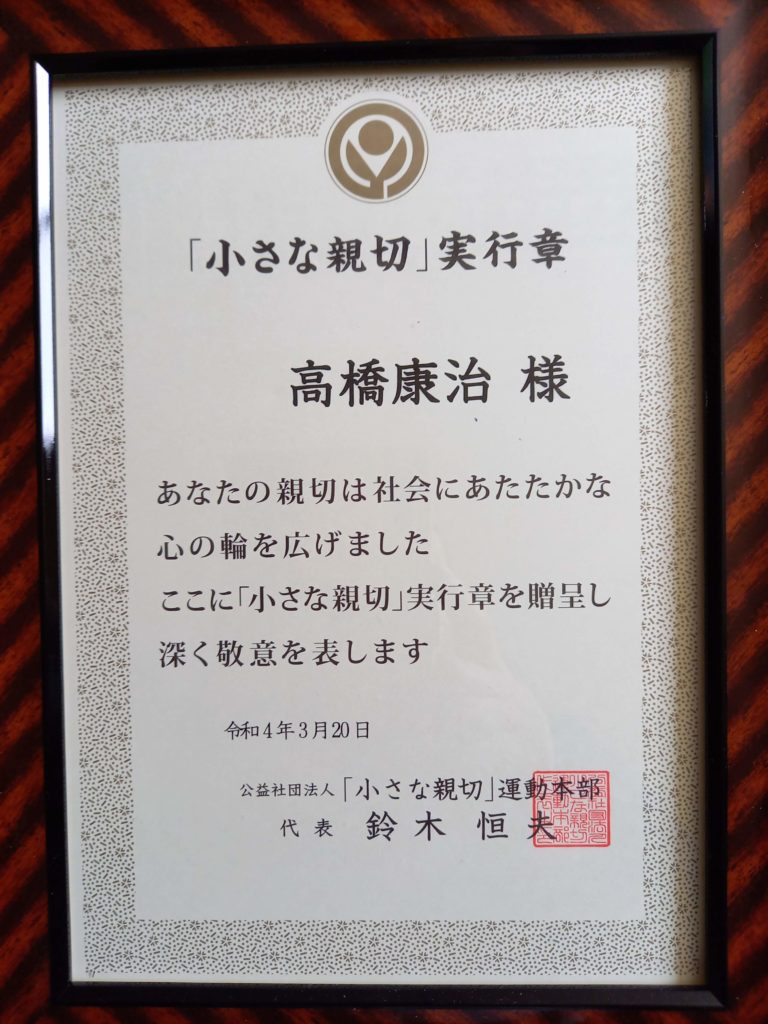 「小さな親切」実行章
高橋康治 様
あなたの親切は社会にあたたかな
心の輪を広げました
ここに「小さな親切」実行章を贈呈し
深く敬意を表します
令和4年3月20日
公益社団法人「小さな親切」運動本部
代表 鈴木恒夫